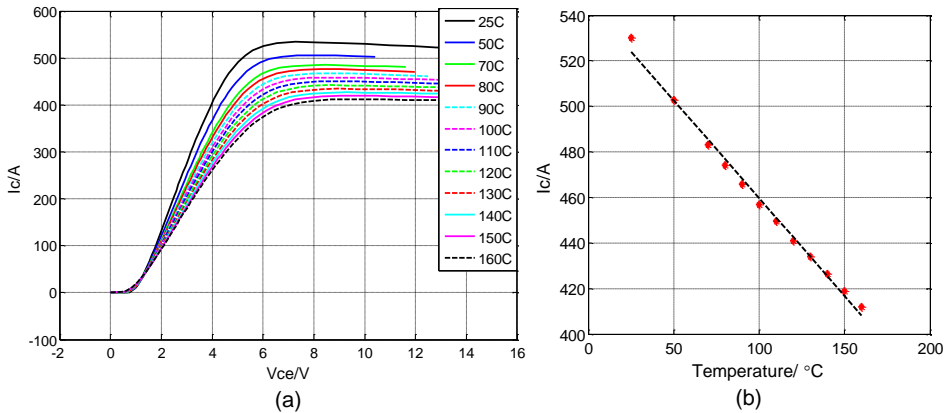 600
500
400
300
200
100
0
-100
-2
0
2
4
6
8
10
12
14
16
Ic/A
Vce/V
25C
50C
70C
80C
90C
100C
110C
120C
130C
140C
150C
160C
(a)
540
520
500
480
460
440
420
400
0
50
100
150
200
Ic/A
Temperature/ °C
(b)